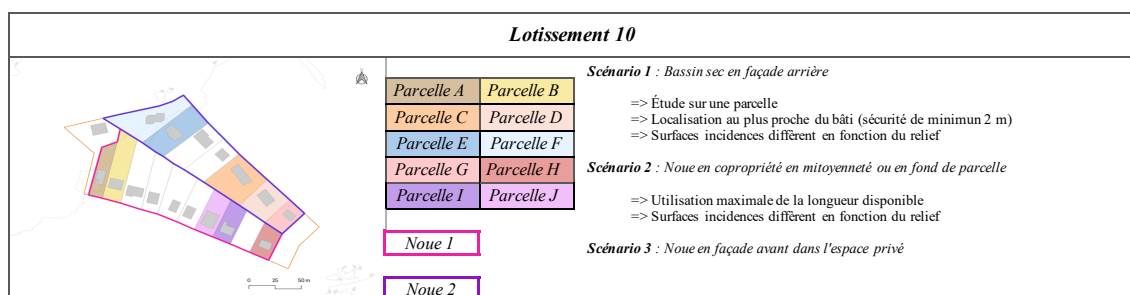 Lotissement 10
Parcelle A
Parcelle B
Parcelle C
Parcelle D
Parcelle E
Parcelle F
Parcelle G
Parcelle H
Parcelle I
Parcelle J
Noue 1
Noue 2
0 25 50 m
Scénario 1 : Bassin sec en façade arrière
=> Étude sur une parcelle
=> Localisation au plus proche du bâti (sécurité de minimun 2 m)
=> Surfaces incidences diffèrent en fonction du relief
Scénario 2 : Noue en copropriété en mitoyenneté ou en fond de parcelle
=> Utilisation maximale de la longueur disponible
=> Surfaces incidences diffèrent en fonction du relief
Scénario 3 : Noue en façade avant dans l'espace privé